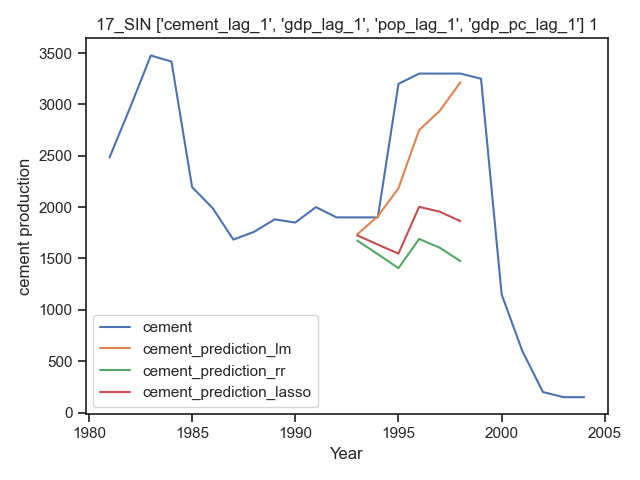 17_SIN ['cement_lag_1', 'gdp_lag_1', 'pop_lag_1', 'gdp_pc_lag_1'] 1
3500
3000
2500
2000
1500
1000
500
0
cement production
cement
cement_prediction_lm
cement_prediction_rr
cement_prediction_lasso
1980
1985
1990
1995
2000
2005
Year